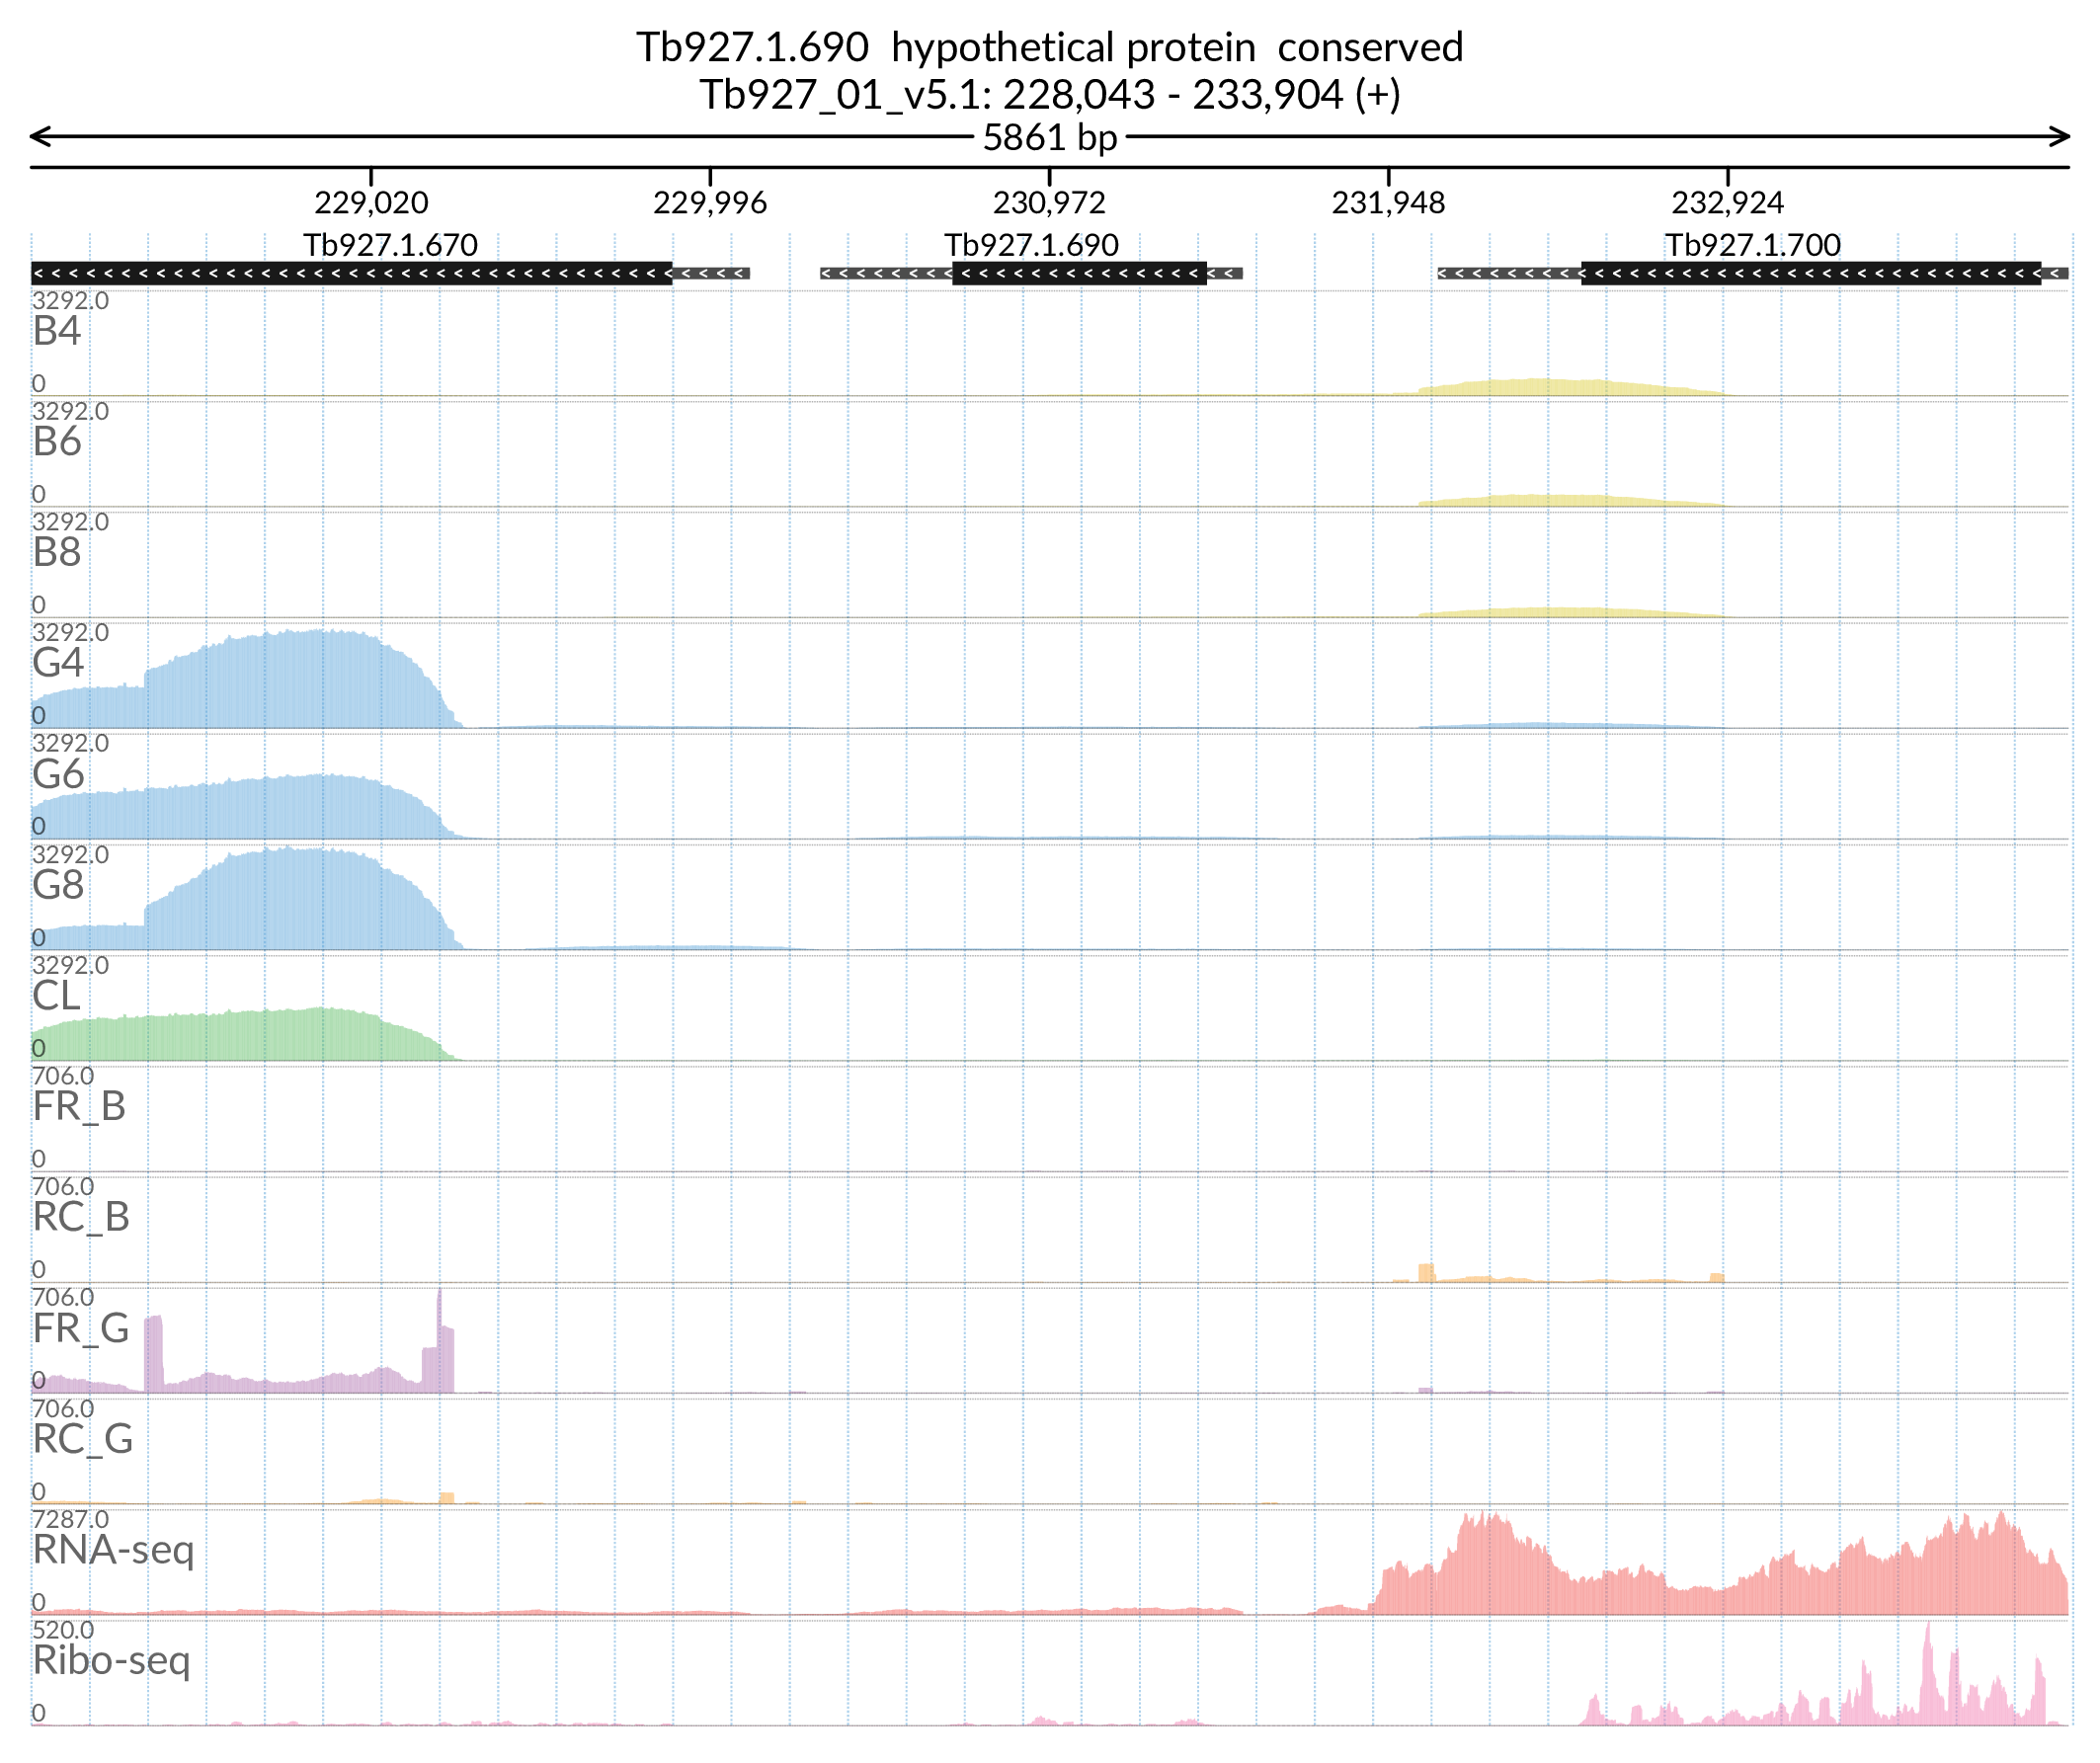 Tb927.1.690  hypothetical protein  conserved
Tb927_01_v5.1: 228,043 - 233,904 (+)
5861 bp
229,020 229,996 230,972 231,948 232,924
Tb927.1.670 Tb927.1.690 Tb927.1.700
3292.0
B4
0
3292.0
B6
0
3292.0
B8
0
3292.0
G4
0
3292.0
G6
0
3292.0
G8
0
3292.0
CL
0
706.0
FR_B
0
706.0
RC_B
0
706.0
FR_G
0
706.0
RC_G
0
7287.0
RNA-seq
0
520.0
Ribo-seq
0